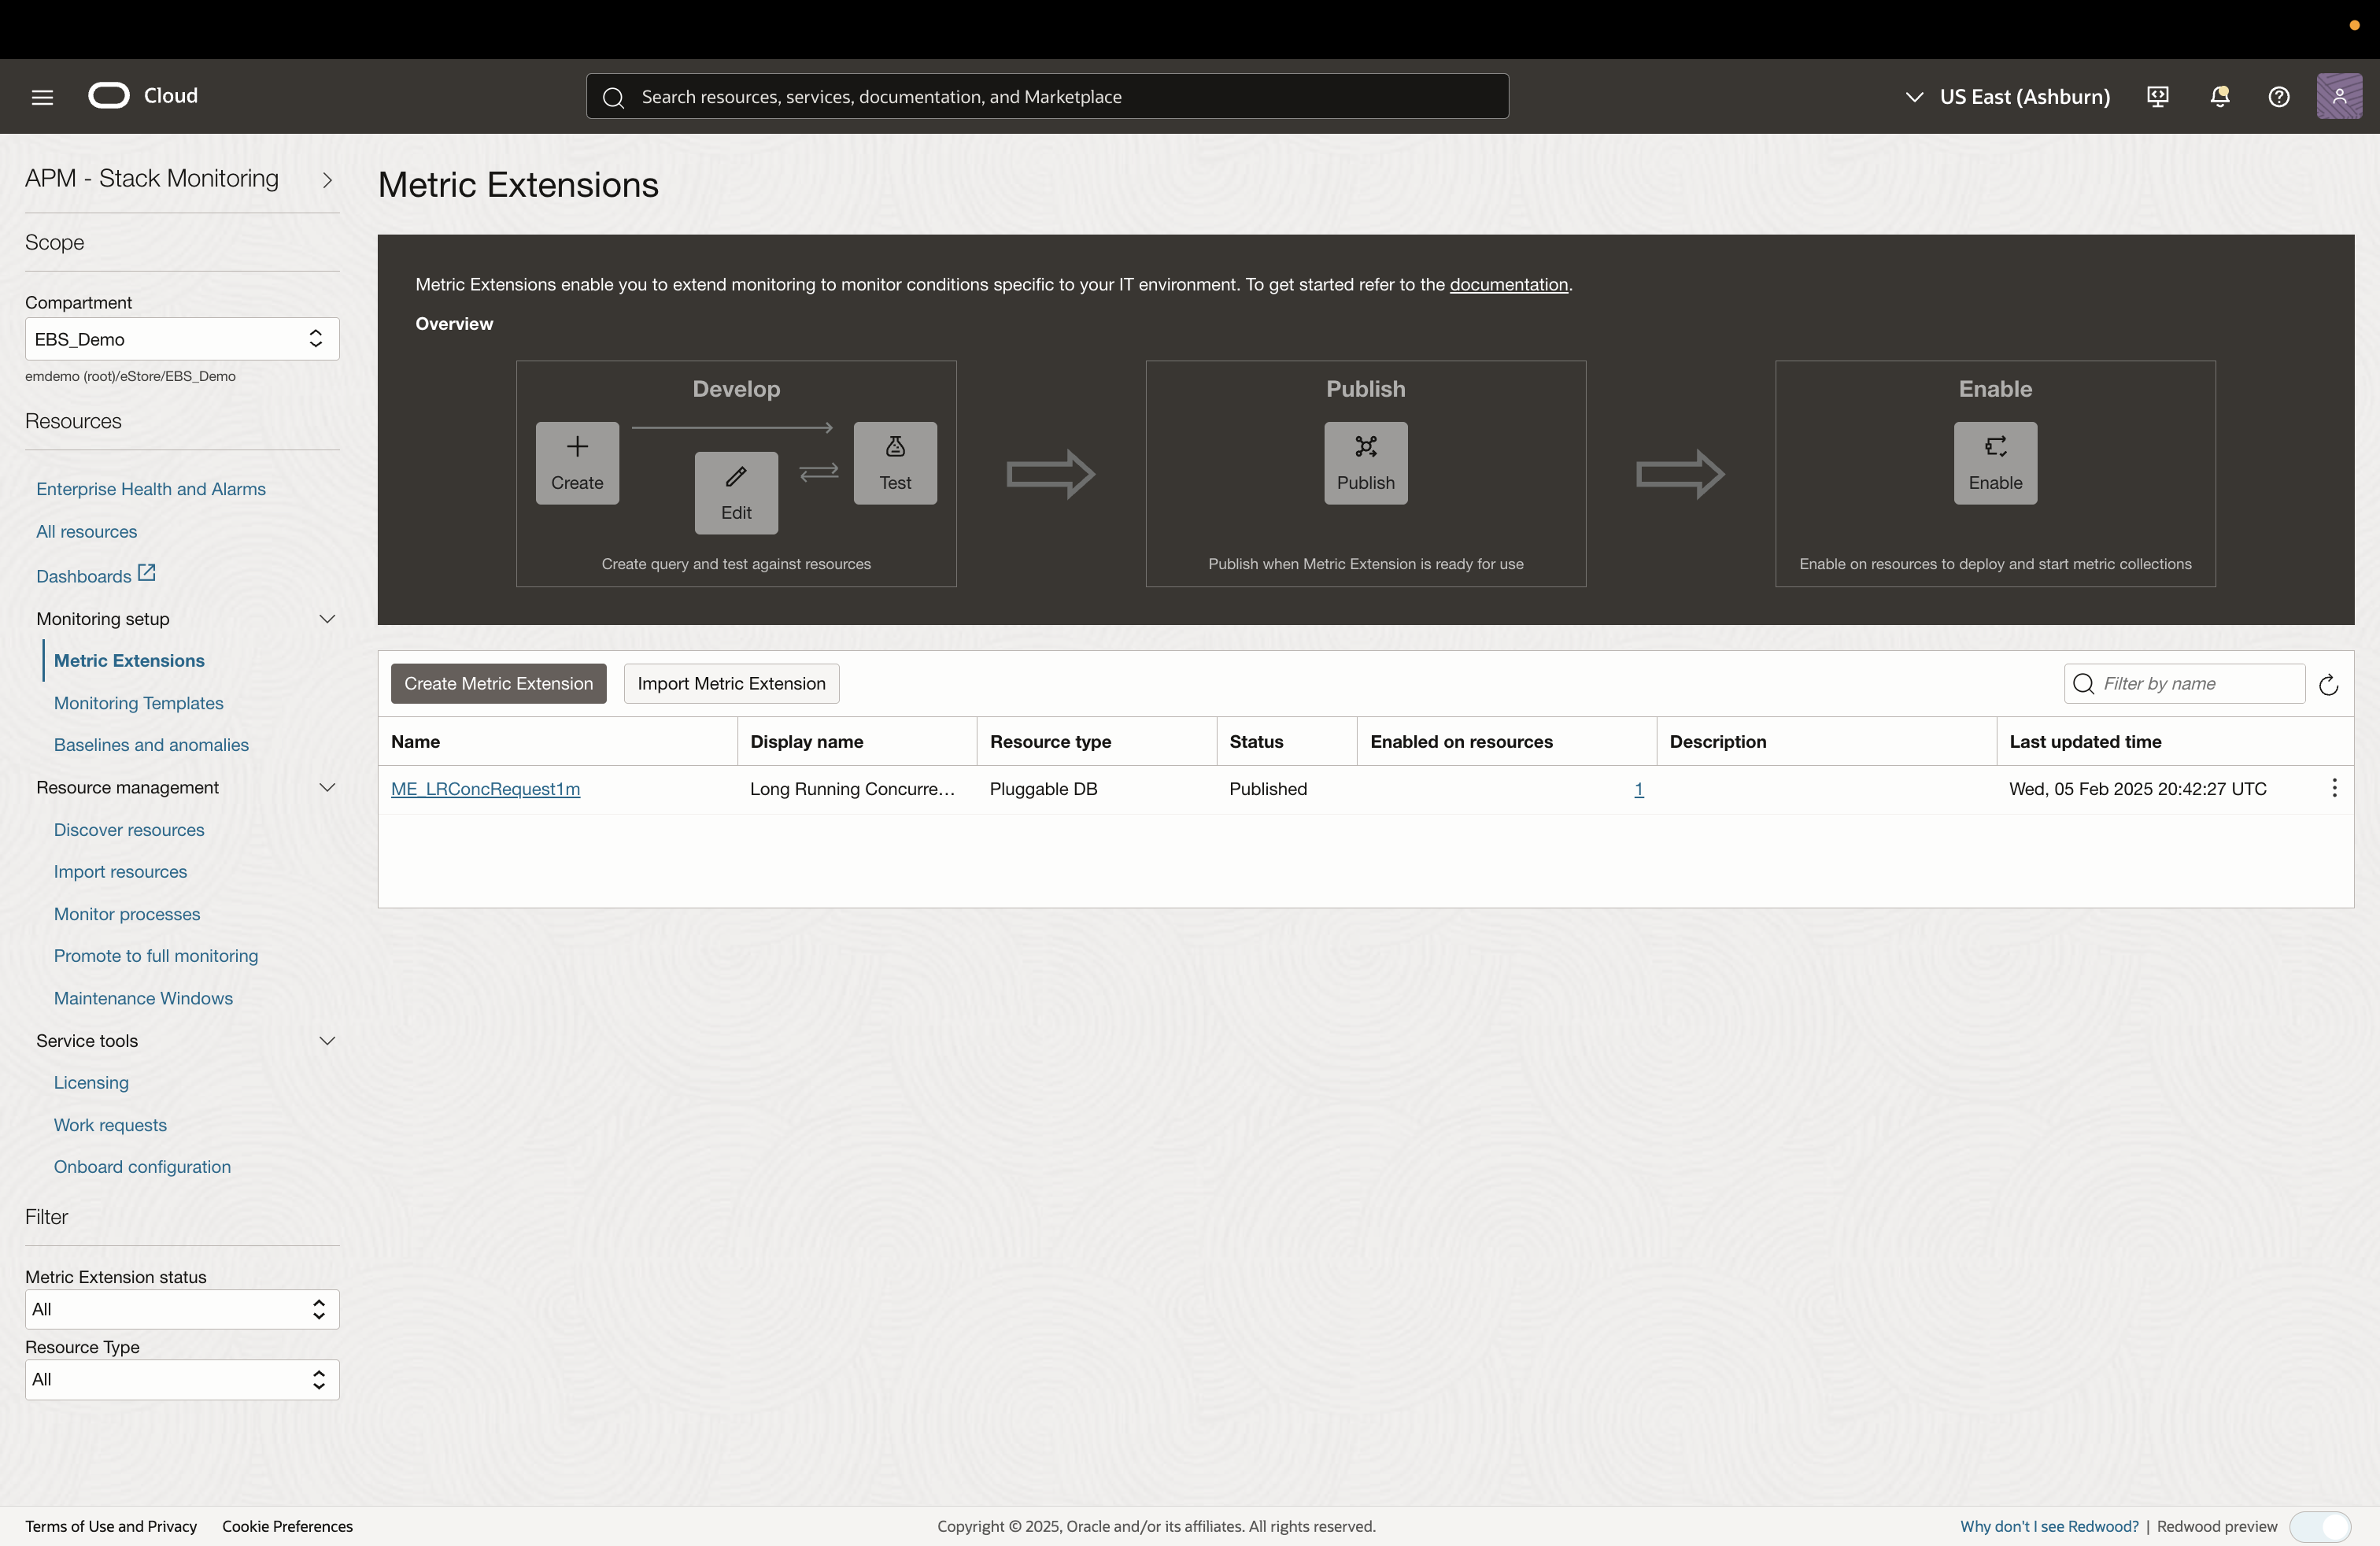 Cloud
Search resources, services, documentation, and Marketplace
US East (Ashburn)
APM - Stack Monitoring
Scope
Compartment
EBS_Demo
emdemo (root)/eStore/EBS_Demo
Resources
Enterprise Health and Alarms
All resources
Dashboards
Monitoring setup
Metric Extensions
Monitoring Templates
Baselines and anomalies
Resource management
Discover resources
Import resources
Monitor processes
Promote to full monitoring
Maintenance Windows
Service tools
Licensing
Work requests
Onboard configuration
Filter
Metric Extension status
All
Resource Type
All
Metric Extensions
Metric Extensions enable you to extend monitoring to monitor conditions specific to your IT environment. To get started refer to the documentation.
Overview
Develop
Create
Edit
Test
Create query and test against resources
Publish
Publish
Publish when Metric Extension is ready for use
Enable
Enable
Enable on resources to deploy and start metric collections
Create Metric Extension
Import Metric Extension
Filter by name
Name Display name Resource type Status Enabled on resources Description Last updated time
ME_LRConcRequest1m Long Running Concurre... Pluggable DB Published 1 Wed, 05 Feb 2025 20:42:27 UTC
Terms of Use and Privacy Cookie Preferences
Copyright © 2025, Oracle and/or its affiliates. All rights reserved.
Why don't I see Redwood? | Redwood preview